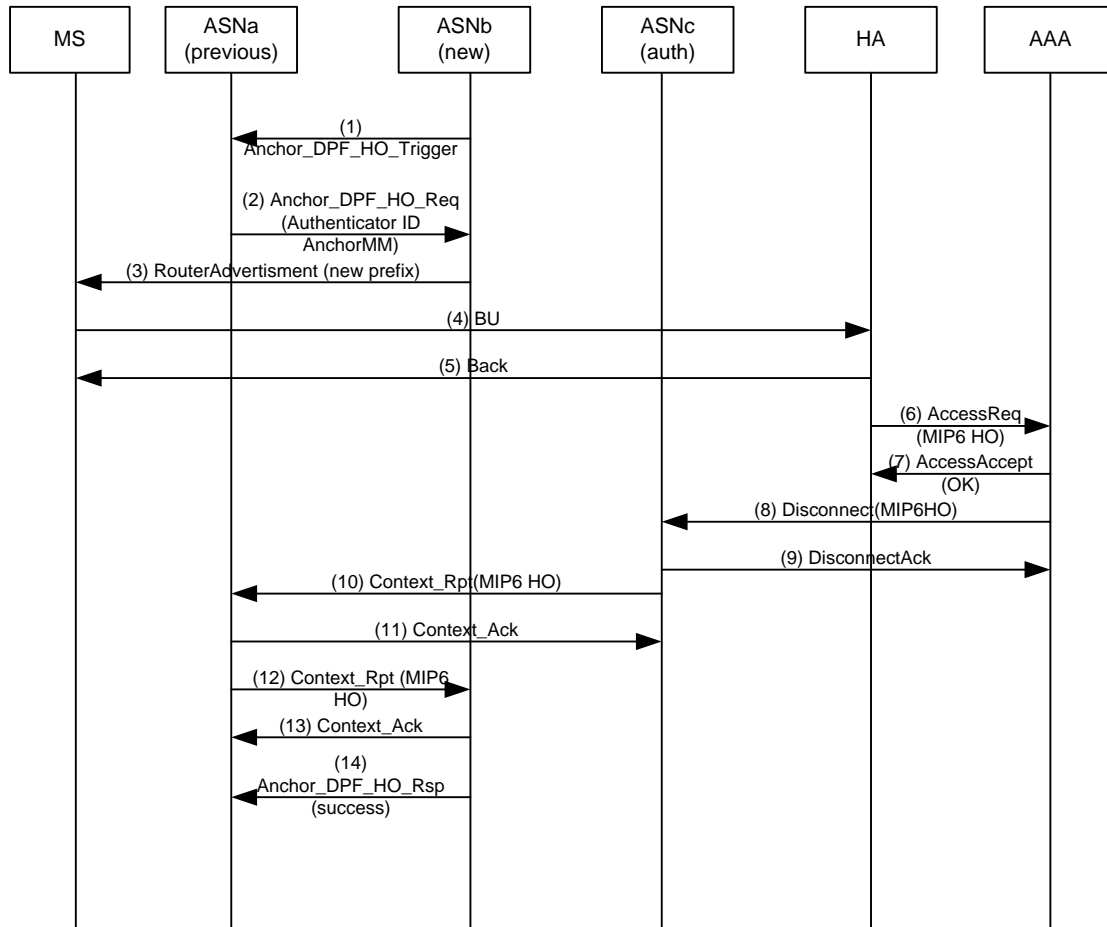 MS
ASNa
(previous)
ASNb
(new)
ASNc
(auth)
HA
AAA
(1)
Anchor_DPF_HO_Trigger
(2) Anchor_DPF_HO_Req
(Authenticator ID
AnchorMM)
(3) RouterAdvertisment (new prefix)
(4) BU
(5) Back
(6) AccessReq
(MIP6 HO)
(7) AccessAccept
(OK)
(8) Disconnect(MIP6HO)
(9) DisconnectAck
(10) Context_Rpt(MIP6 HO)
(11) Context_Ack
(12) Context_Rpt (MIP6
HO)
(13) Context_Ack
(14)
Anchor_DPF_HO_Rsp
(success)